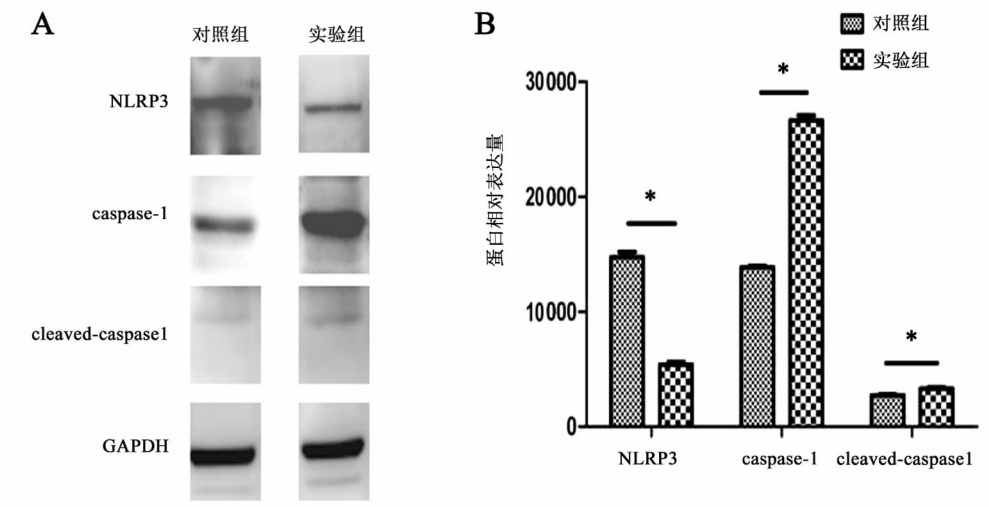 A
对照组 实验组
NLRP3
caspase-1
cleaved-caspase1
GAPDH
B
对照组
实验组
蛋白相对表达量
30000
20000
10000
0
*
*
*
NLRP3 caspase-1 cleaved-caspase1